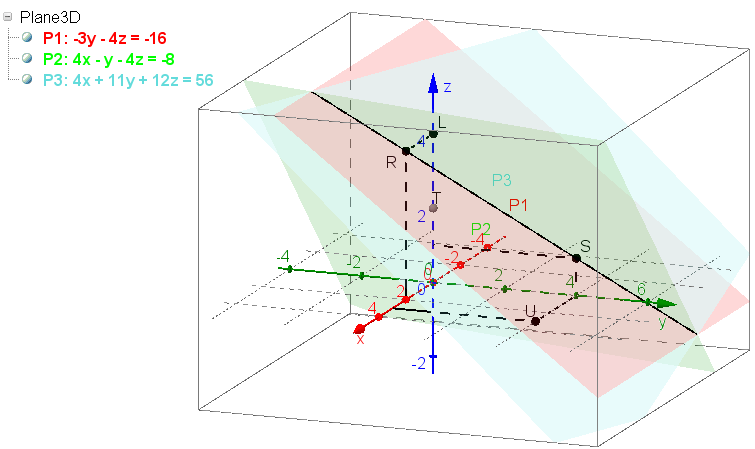 Plane3D
P1: -3y - 4z = -16
P2: 4x - y - 4z = -8
P3: 4x + 11y + 12z = 56
z
L
4
R
P3
T
P1
2
P2
-4
S
-4
-2
-2
0
0
2
4
6
2
0
4
U
y
x
-2